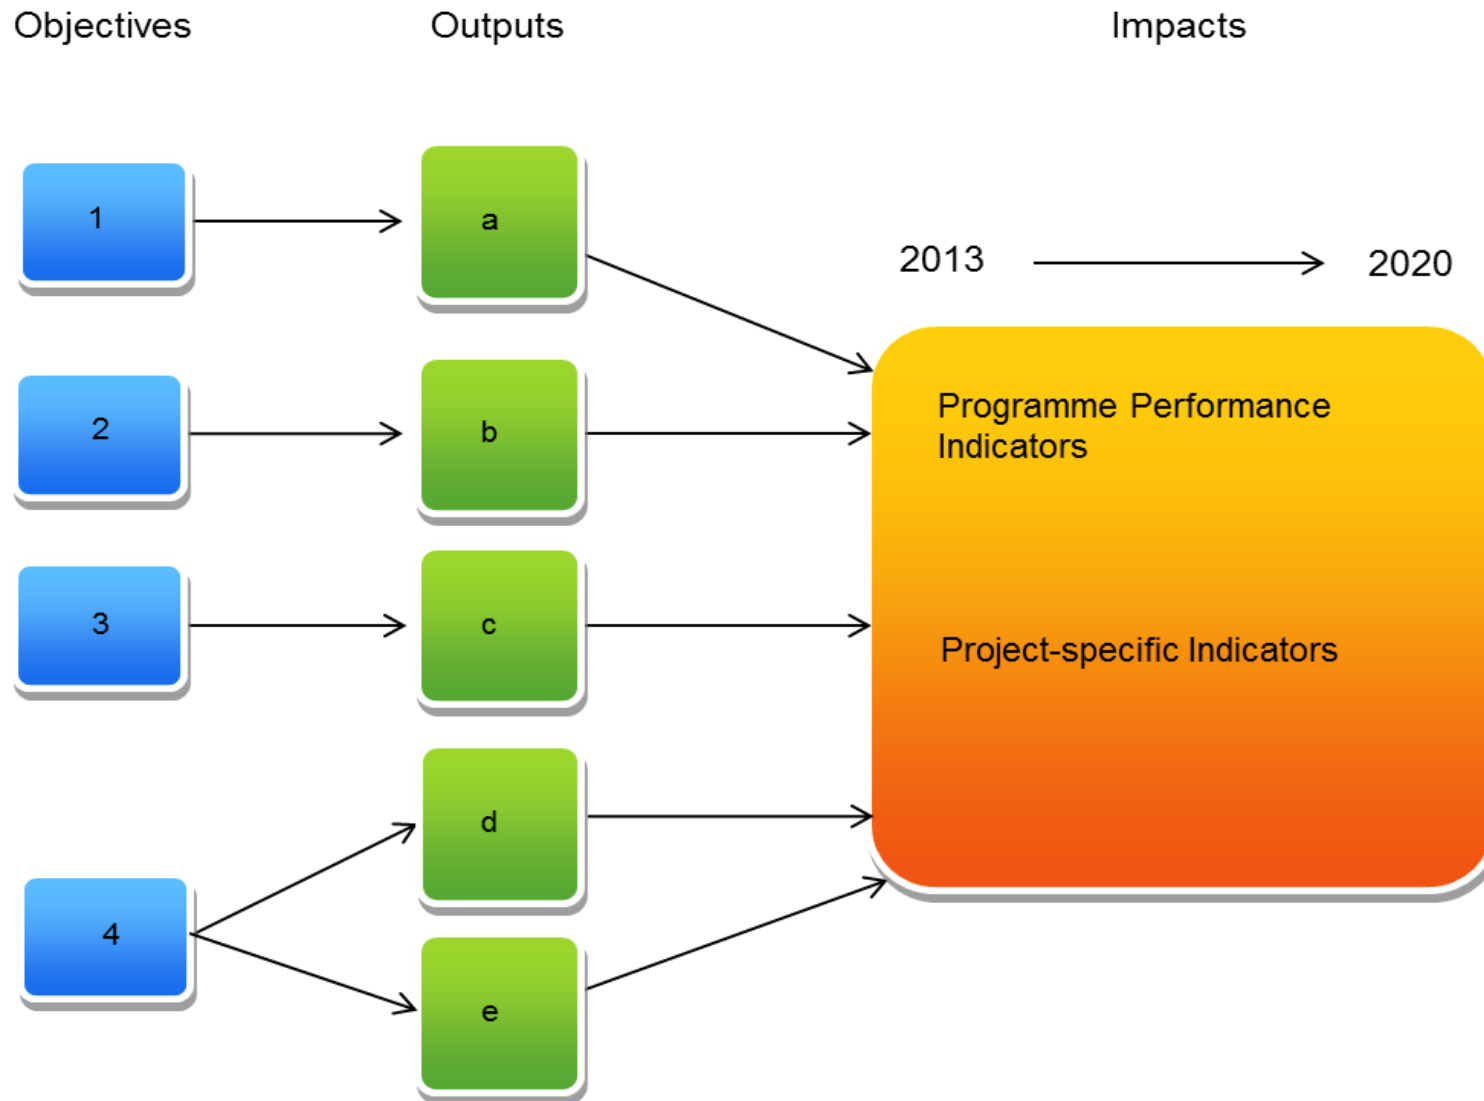 Objectives
Outputs
Impacts
1
a
2013
2020
2
b
Programme Performance
Indicators
3
c
Project-specific Indicators
d
4
e